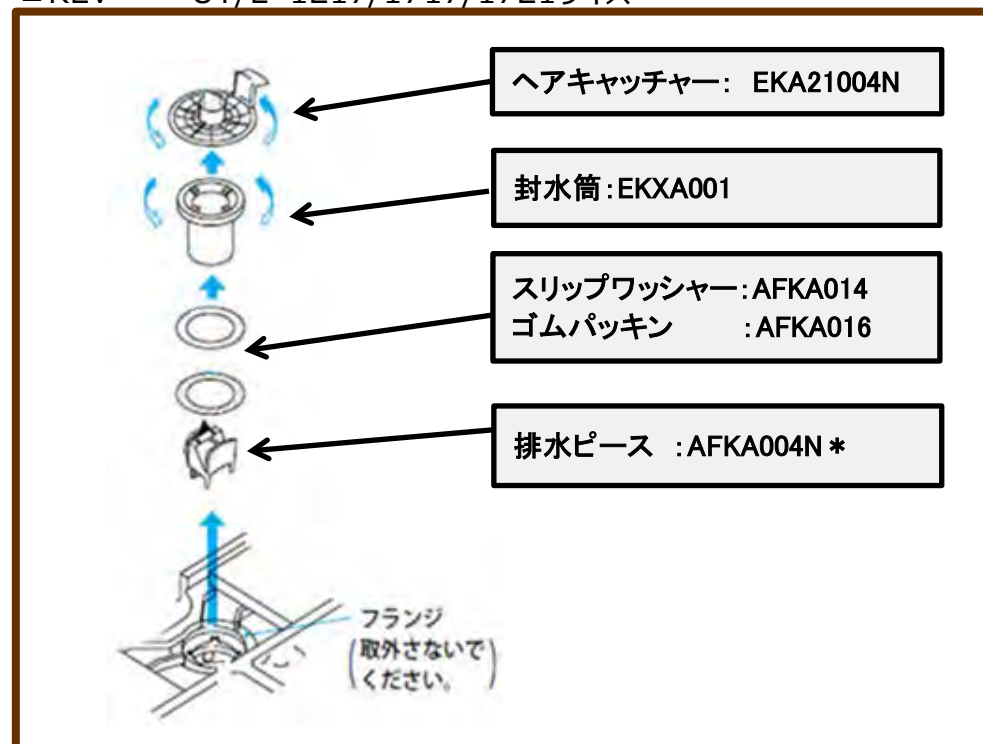 ヘアキャッチャー： EKA21004N
封水筒：EKXA001
スリップワッシャー：AFKA014
ゴムパッキン ：AFKA016
排水ピース ：AFKA004N＊
フランジ
（取外さないで
ください。）